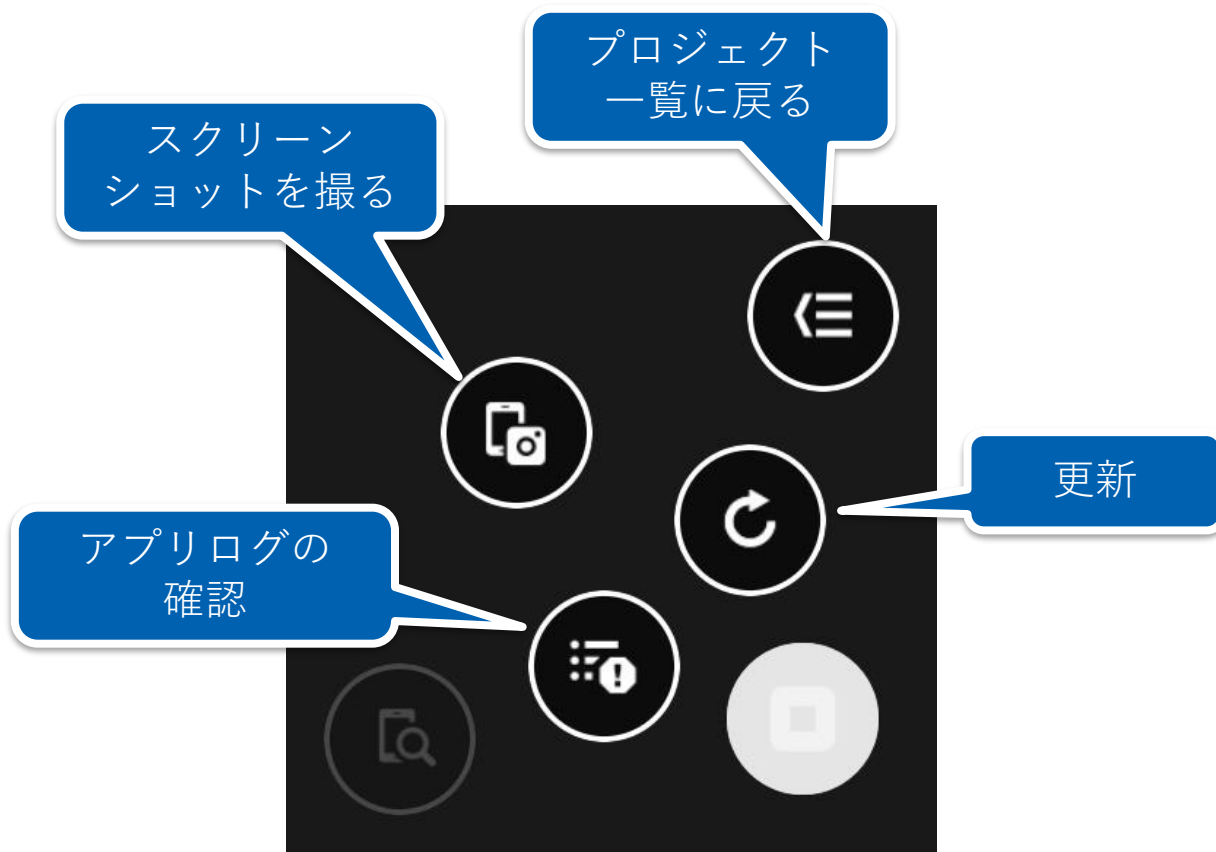 プロジェクト
一覧に戻る
スクリーン
ショットを撮る
更新
アプリログの
確認